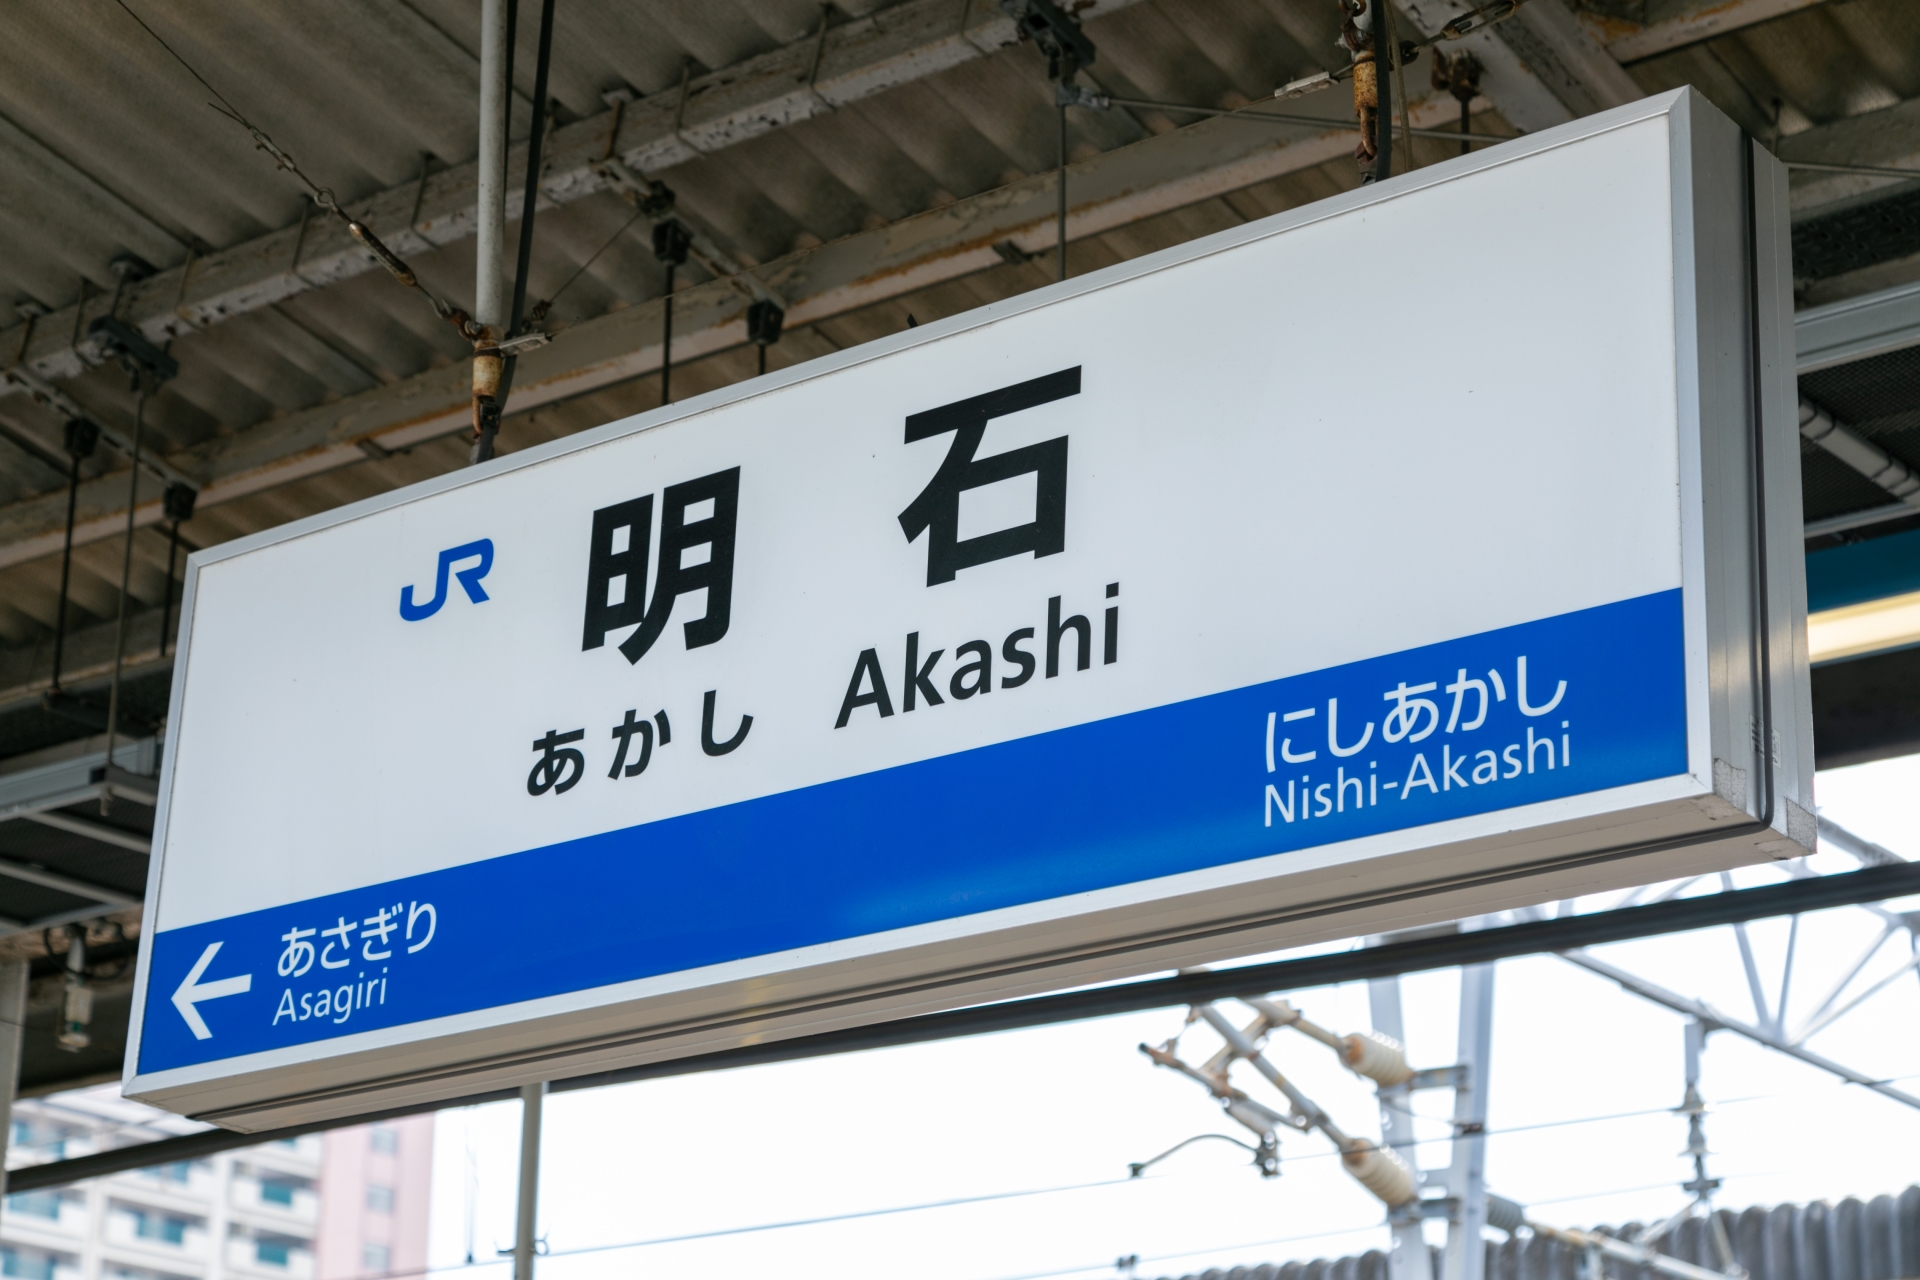 JR 明石
あかし Akashi
にしあかし
Nishi-Akashi
← あさぎり
Asagiri